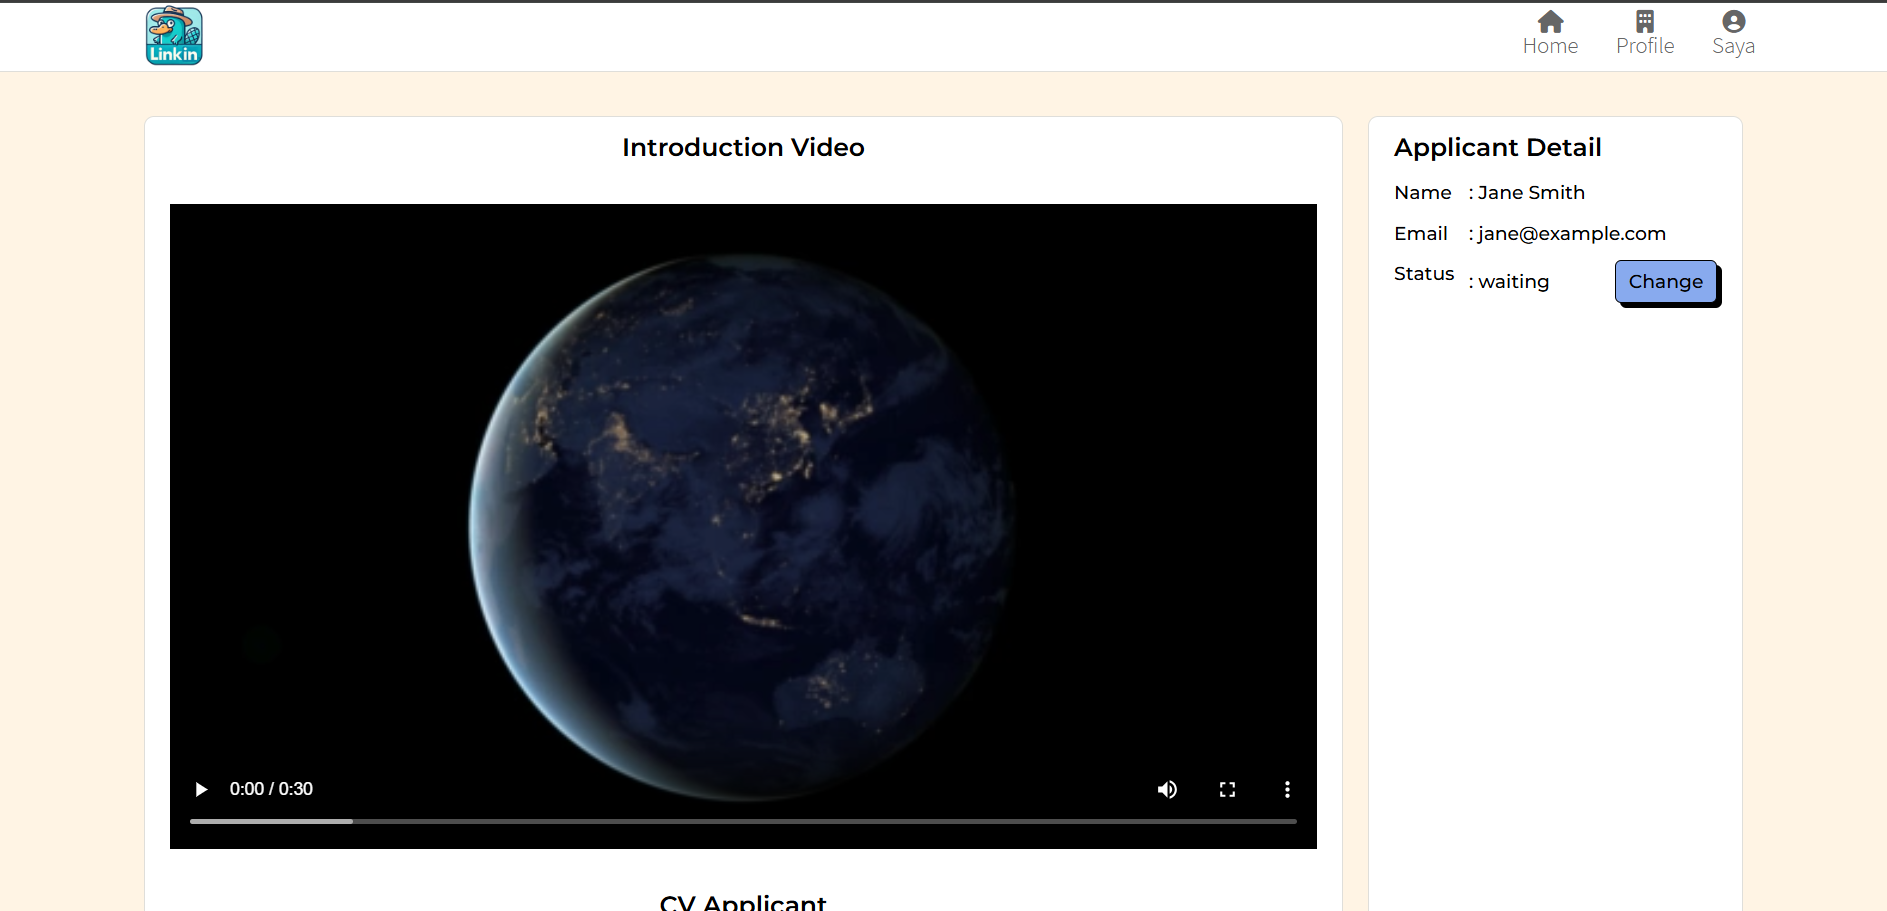 Linkin
Home
Profile
Saya
Introduction Video
0:00 / 0:30
CV Applicant
Applicant Detail
Name : Jane Smith
Email : jane@example.com
Status : waiting
Change